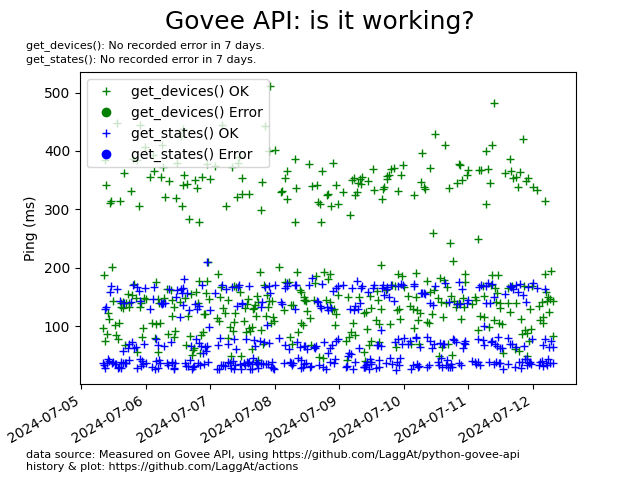 Govee API: is it working?
get_devices(): No recorded error in 7 days.
get_states(): No recorded error in 7 days.
get_devices() OK
get_devices() Error
get_states() OK
get_states() Error
Ping (ms)
500
400
300
200
100
2024-07-05
2024-07-06
2024-07-07
2024-07-08
2024-07-09
2024-07-10
2024-07-11
2024-07-12
data source: Measured on Govee API, using https://github.com/LaggAt/python-govee-api
history & plot: https://github.com/LaggAt/actions